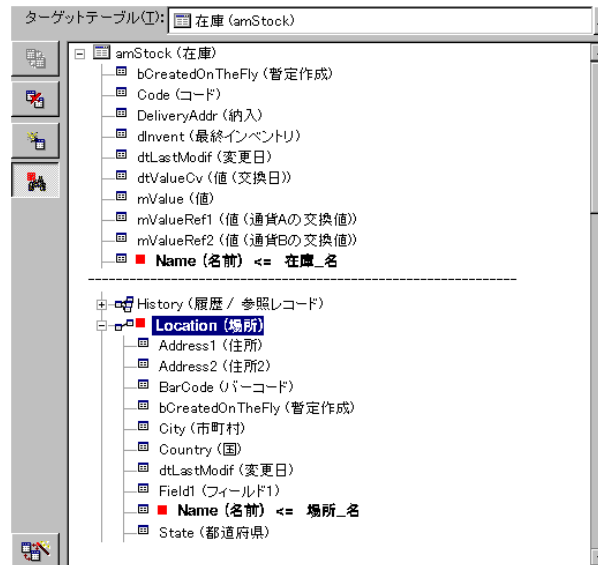 ターゲットテーブル(T): 在庫 (amStock)
amStock (在庫)
bCreatedOnTheFly (暫定作成)
Code (コード)
DeliveryAddr (納入)
dInvent (最終インベントリ)
dtLastModif (変更日)
dtValueCv (値 (交換日))
mValue (値)
mValueRef1 (値 (通貨Aの交換値))
mValueRef2 (値 (通貨Bの交換値))
Name (名前) <= 在庫_名
History (履歴 / 参照レコード)
Location (場所)
Address1 (住所)
Address2 (住所2)
BarCode (バーコード)
bCreatedOnTheFly (暫定作成)
City (市町村)
Country (国)
dtLastModif (変更日)
Field1 (フィールド1)
Name (名前) <= 場所_名
State (都道府県)